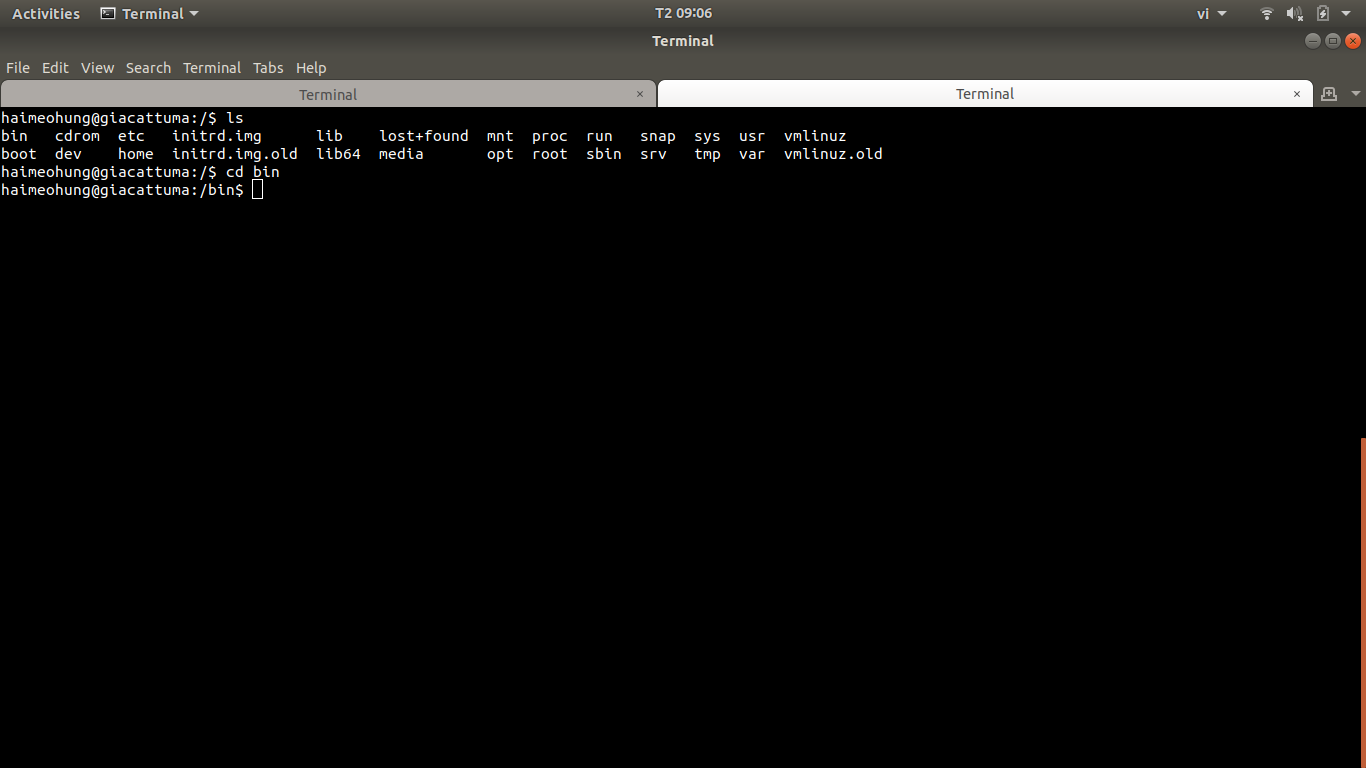 Activities Terminal T2 09:06 vi
Terminal
File Edit View Search Terminal Tabs Help
Terminal × Terminal ×
haimeohung@giacattuma:/$ ls
bin   cdrom  etc   initrd.img      lib    lost+found  mnt  proc  run   snap  sys  usr  vmlinuz
boot  dev    home  initrd.img.old  lib64  media       opt  root  sbin  srv   tmp  var  vmlinuz.old
haimeohung@giacattuma:/$ cd bin
haimeohung@giacattuma:/bin$